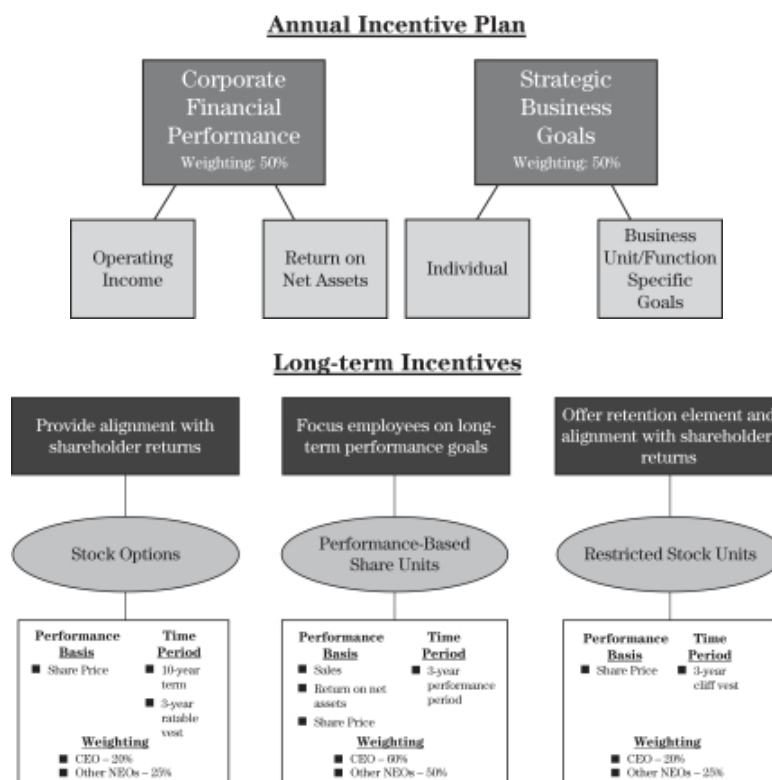 Annual Incentive Plan
Corporate
Financial
Performance
Weighting: 50%
Strategic
Business
Goals
Weighting: 50%
Operating
Income
Return on
Net Assets
Individual
Business
Unit/Function
Specific
Goals
Long-term Incentives
Provide alignment with
shareholder returns
Focus employees on long-
term performance goals
Offer retention element and
alignment with shareholder
returns
Stock Options
Performance-Based
Share Units
Restricted Stock Units
Performance
Basis
■ Share Price
Time
Period
■ 10-year
term
■ 3-year
ratable
vest
Weighting
■ CEO – 20%
■ Other NEOs – 25%
Performance
Basis
■ Sales
■ Return on net
assets
■ Share Price
Time
Period
■ 3-year
performance
period
Weighting
■ CEO – 60%
■ Other NEOs – 50%
Performance
Basis
■ Share Price
Time
Period
■ 3-year
cliff vest
Weighting
■ CEO – 20%
■ Other NEOs – 25%